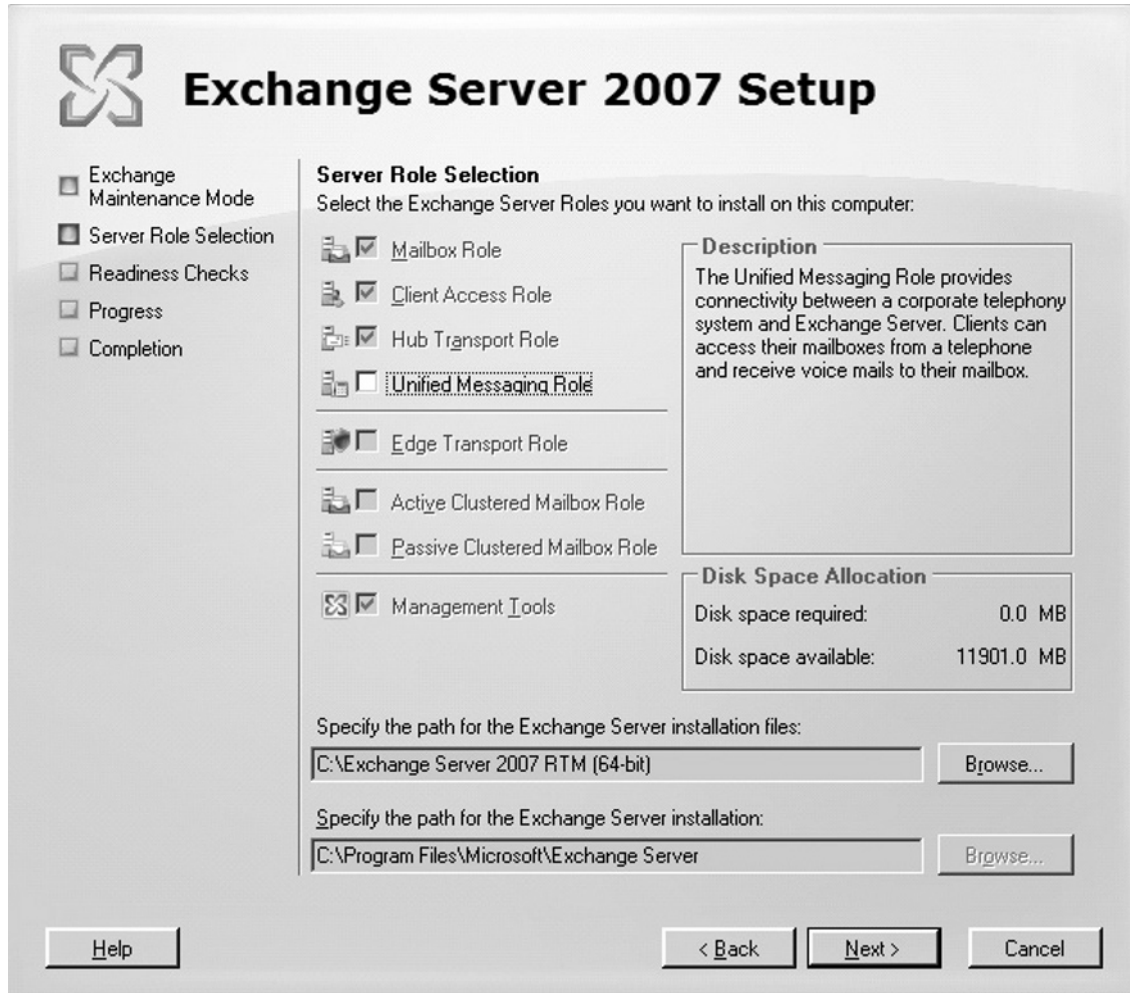 Exchange Server 2007 Setup
Exchange
Maintenance Mode
Server Role Selection
Readiness Checks
Progress
Completion
Server Role Selection
Select the Exchange Server Roles you want to install on this computer:
Mailbox Role
Client Access Role
Hub Transport Role
Unified Messaging Role
Edge Transport Role
Active Clustered Mailbox Role
Passive Clustered Mailbox Role
Management Tools
Description
The Unified Messaging Role provides
connectivity between a corporate telephony
system and Exchange Server. Clients can
access their mailboxes from a telephone
and receive voice mails to their mailbox.
Disk Space Allocation
Disk space required: 0.0 MB
Disk space available: 11901.0 MB
Specify the path for the Exchange Server installation files:
C:\Exchange Server 2007 RTM (64-bit)
Browse...
Specify the path for the Exchange Server installation:
C:\Program Files\Microsoft\Exchange Server
Browse...
Help
< Back
Next >
Cancel